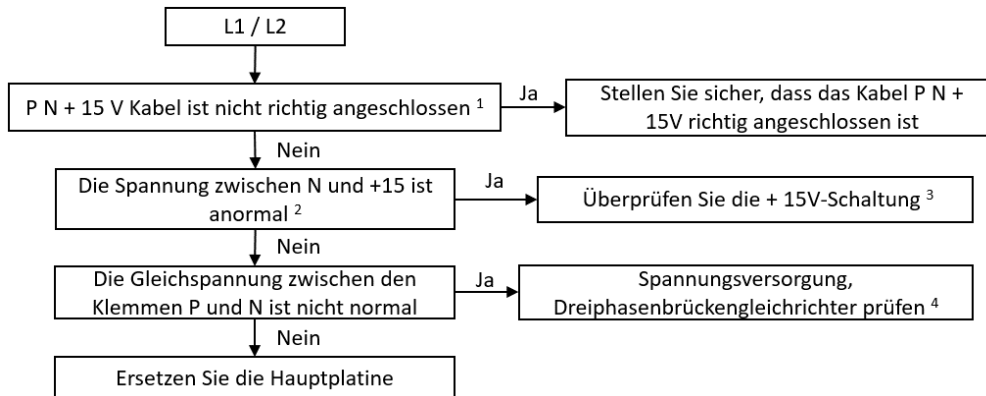 L1 / L2
P N + 15 V Kabel ist nicht richtig angeschlossen ¹
Ja
Stellen Sie sicher, dass das Kabel P N +
15V richtig angeschlossen ist
Nein
Die Spannung zwischen N und +15 ist
anormal ²
Ja
Überprüfen Sie die + 15V-Schaltung ³
Nein
Die Gleichspannung zwischen den
Klemmen P und N ist nicht normal
Ja
Spannungsversorgung,
Dreiphasenbrückengleichrichter prüfen ⁴
Nein
Ersetzen Sie die Hauptplatine